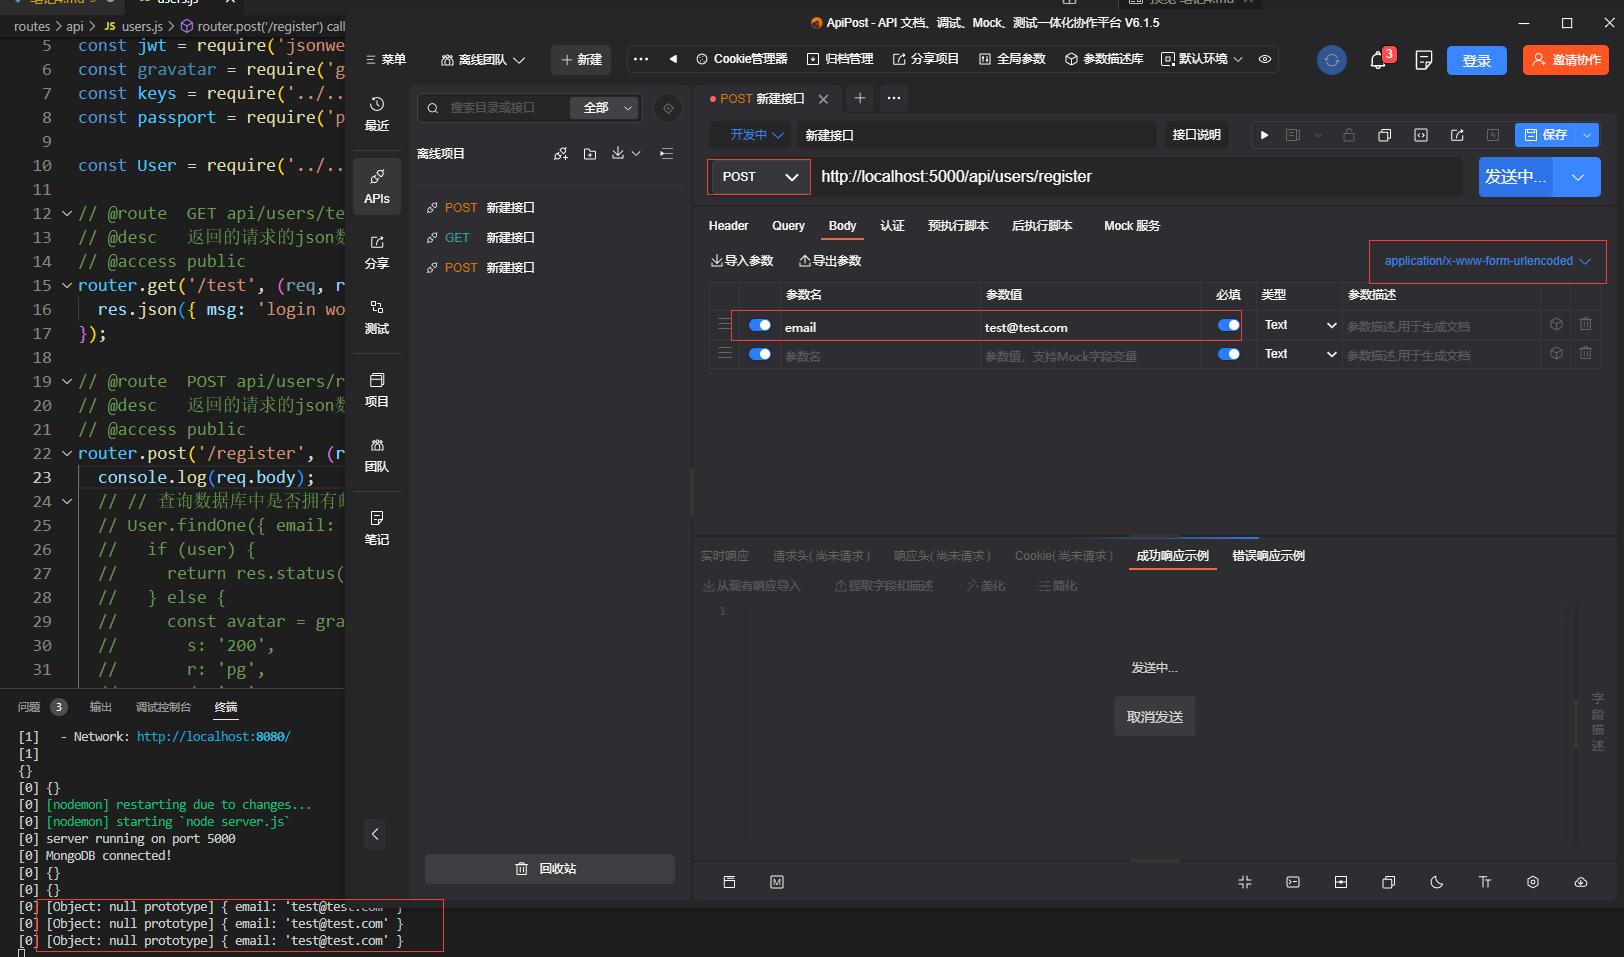 users.js
预览 笔记4.md
routes > api > JS users.js > router.post('/register') call
ApiPost - API 文档、调试、Mock、测试一体化协作平台 V6.1.5
5 const jwt = require('jsonwe
6 const gravatar = require('g
7 const keys = require('../..
8 const passport = require('p
9
10 const User = require('../..
11
12 // @route  GET api/users/te
13 // @desc   返回的请求的json数
14 // @access public
15 router.get('/test', (req, r
16 res.json({ msg: 'login wo
17 });
18
19 // @route  POST api/users/r
20 // @desc   返回的请求的json数
21 // @access public
22 router.post('/register', (r
23 console.log(req.body);
24 // // 查询数据库中是否拥有
25 // User.findOne({ email:
26 //   if (user) {
27 //     return res.status(
28 //   } else {
29 //     const avatar = gra
30 //       s: '200',
31 //       r: 'pg',
问题 3 输出 调试控制台 终端
[1]   - Network: http://localhost:8080/
[1]
{}
[0] {}
[0] [nodemon] restarting due to changes...
[0] [nodemon] starting `node server.js`
[0] server running on port 5000
[0] MongoDB connected!
[0] {}
[0] {}
[0] [Object: null prototype] { email: 'test@test.com' }
[0] [Object: null prototype] { email: 'test@test.com' }
[0] [Object: null prototype] { email: 'test@test.com' }
菜单 离线团队 新建 Cookie管理器 归档管理 分享项目 全局参数 参数描述库 默认环境 3 登录 邀请协作
最近
APIs
分享
测试
项目
团队
笔记
搜索目录或接口 全部
离线项目
POST 新建接口
GET 新建接口
POST 新建接口
回收站
POST 新建接口
开发中 新建接口 接口说明 保存
POST http://localhost:5000/api/users/register 发送中...
Header Query Body 认证 预执行脚本 后执行脚本 Mock 服务
导入参数 导出参数 application/x-www-form-urlencoded
参数名 参数值 必填 类型 参数描述
email test@test.com Text 参数描述,用于生成文档
参数名 参数值，支持Mock字段变量 Text 参数描述,用于生成文档
实时响应 请求头(尚未请求) 响应头(尚未请求) Cookie(尚未请求) 成功响应示例 错误响应示例
从现有响应导入 提取字段和描述 美化 简化
1
发送中...
取消发送
字段描述